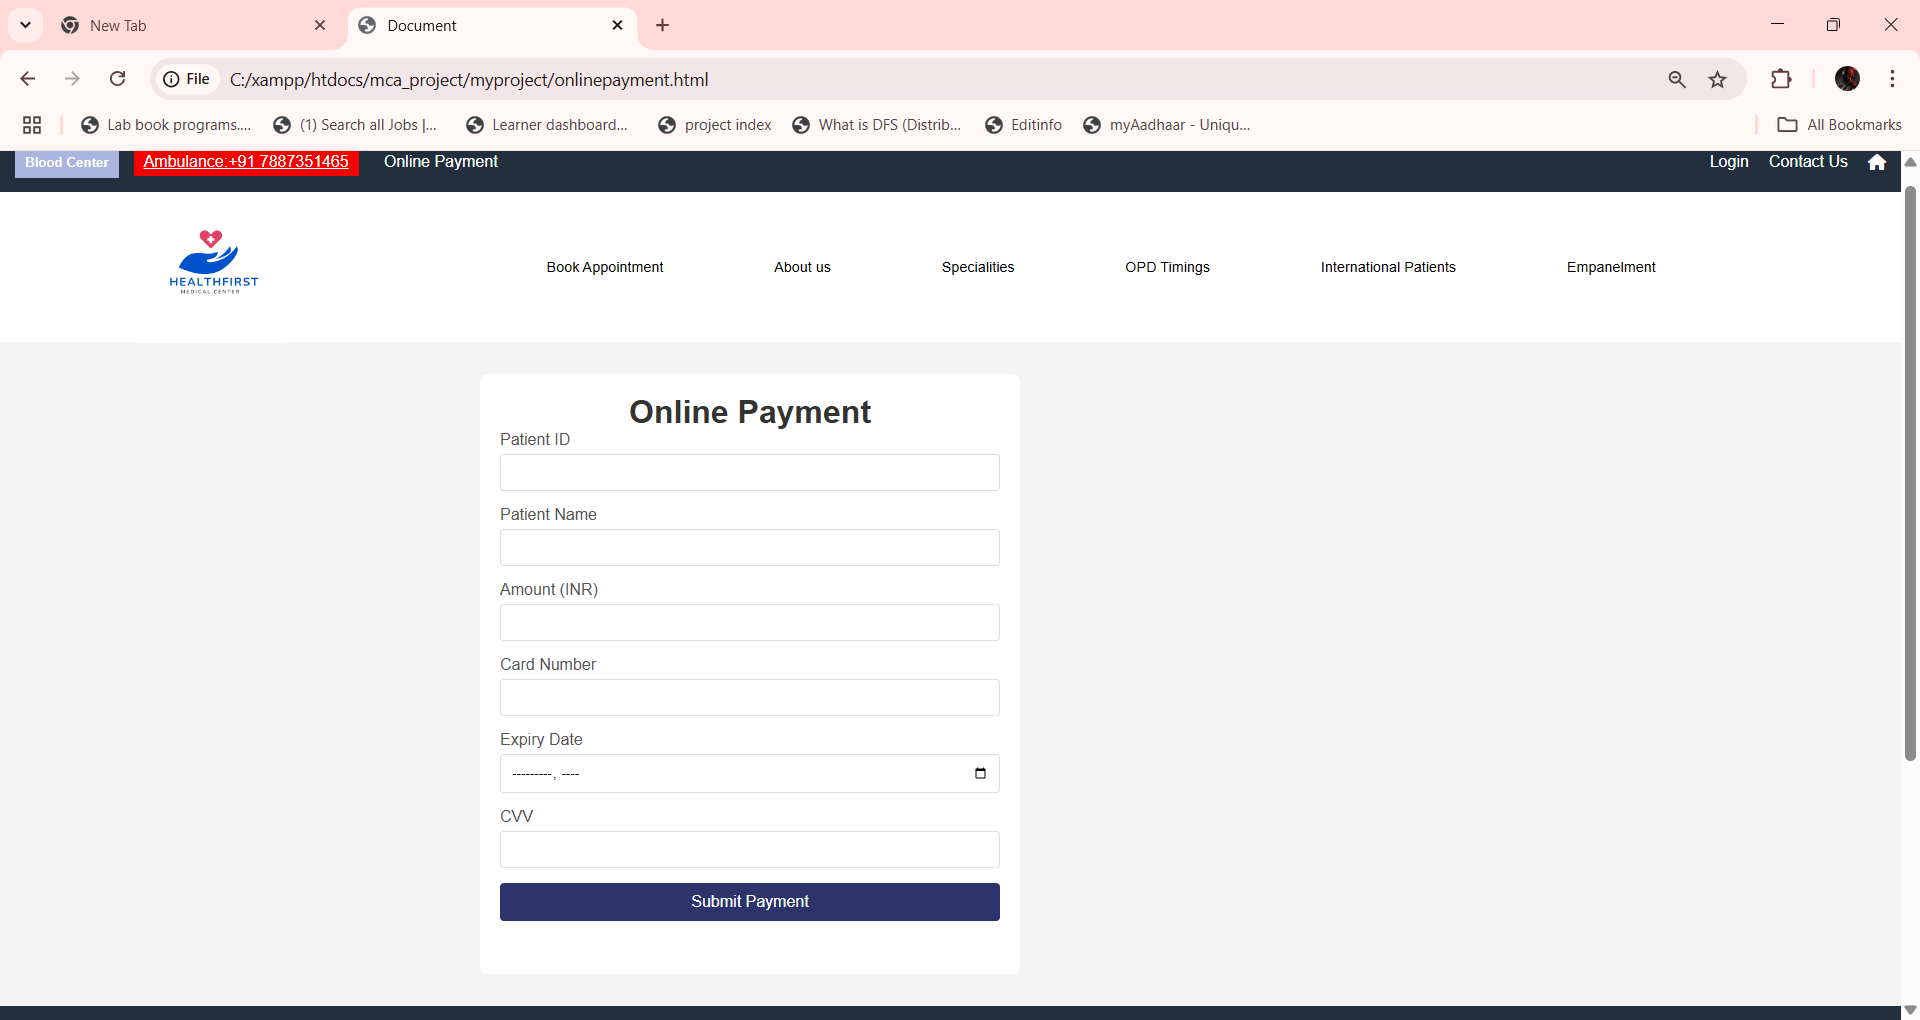 New Tab
Document
File
C:/xampp/htdocs/mca_project/myproject/onlinepayment.html
Lab book programs....
(1) Search all Jobs |...
Learner dashboard...
project index
What is DFS (Distrib...
Editinfo
myAadhaar - Uniqu...
All Bookmarks
Blood Center
Ambulance:+91 7887351465
Online Payment
Login
Contact Us
HEALTHFIRST
MEDICAL CENTER
Book Appointment
About us
Specialities
OPD Timings
International Patients
Empanelment
Online Payment
Patient ID
Patient Name
Amount (INR)
Card Number
Expiry Date
---------, ----
CVV
Submit Payment